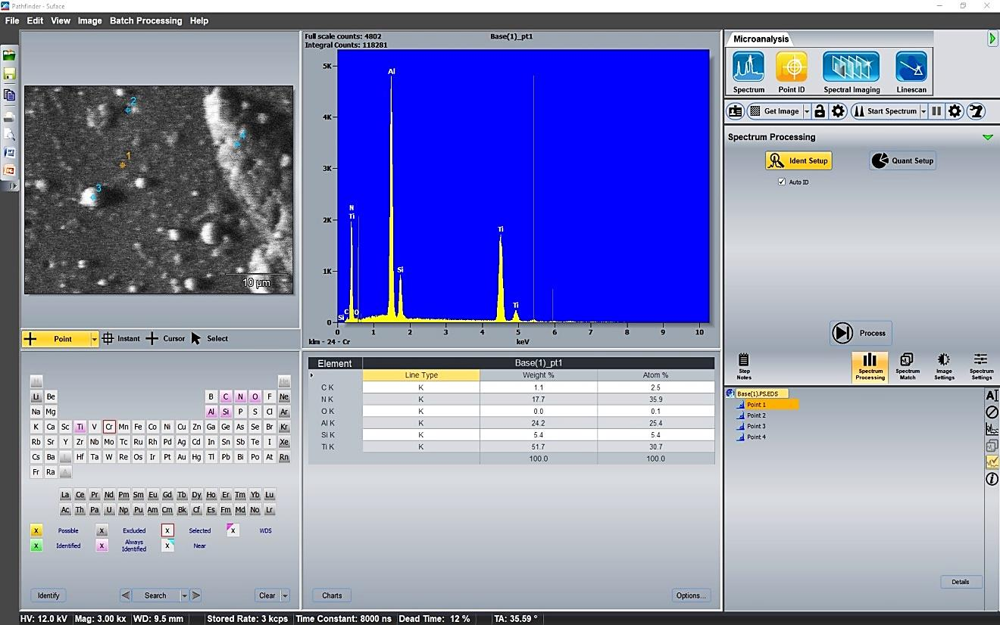 Pathfinder - Suface
File Edit View Image Batch Processing Help
2
4
1
3
10 µm
Point Instant Cursor Select
Full scale counts: 4802
Integral Counts: 118281
Base(1)_pt1
5K
4K
3K
2K
1K
0
Al
N
Ti
Si
Si C O
Ti
Ti
0 1 2 3 4 5 6 7 8 9 10
klm - 24 - Cr
keV
Microanalysis
Spectrum Point ID Spectral Imaging Linescan
Get Image Start Spectrum
Spectrum Processing
Ident Setup Quant Setup
Auto ID
Process
Step Notes
Spectrum Processing
Spectrum Match
Image Settings
Spectrum Settings
B C N O F Ne
Li Be
Na Mg Al Si P S Cl Ar
K Ca Sc Ti V Cr Mn Fe Co Ni Cu Zn Ga Ge As Se Br Kr
Rb Sr Y Zr Nb Mo Tc Ru Rh Pd Ag Cd In Sn Sb Te I Xe
Cs Ba Hf Ta W Re Os Ir Pt Au Hg Tl Pb Bi Po At Rn
Fr Ra
La Ce Pr Nd Pm Sm Eu Gd Tb Dy Ho Er Tm Yb Lu
Ac Th Pa U Np Pu Am Cm Bk Cf Es Fm Md No Lr
X Possible X Excluded X Selected X WDS
X Identified X Always Identified X Near
Identify Search Clear
Element Base(1)_pt1
Line Type Weight % Atom %
C K K 1.1 2.5
N K K 17.7 35.9
O K K 0.0 0.1
Al K K 24.2 25.4
Si K K 5.4 5.4
Ti K K 51.7 30.7
100.0 100.0
Charts Options...
Base(1).PS.EDS
Point 1
Point 2
Point 3
Point 4
Details
HV: 12.0 kV Mag: 3.00 kx WD: 9.5 mm Stored Rate: 3 kcps Time Constant: 8000 ns Dead Time: 12 % TA: 35.59 °